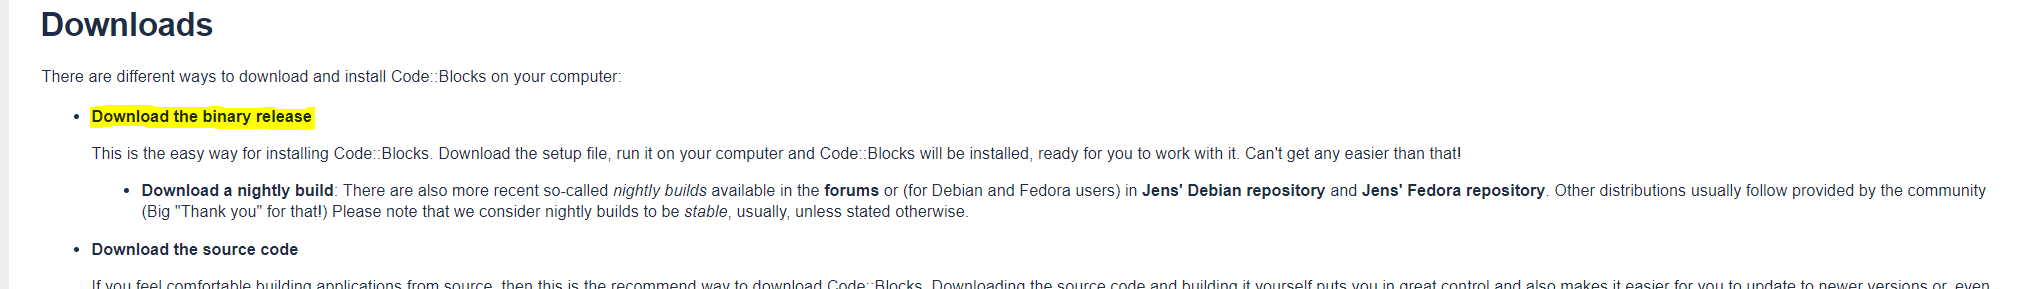 Downloads
There are different ways to download and install Code::Blocks on your computer:
• Download the binary release
This is the easy way for installing Code::Blocks. Download the setup file, run it on your computer and Code::Blocks will be installed, ready for you to work with it. Can't get any easier than that!
• Download a nightly build: There are also more recent so-called nightly builds available in the forums or (for Debian and Fedora users) in Jens' Debian repository and Jens' Fedora repository. Other distributions usually follow provided by the community
(Big "Thank you" for that!) Please note that we consider nightly builds to be stable, usually, unless stated otherwise.
• Download the source code
If you feel comfortable building applications from source, then this is the recommend way to download Code::Blocks. Downloading the source code and building it yourself puts you in great control and also makes it easier for you to update to newer versions or, even